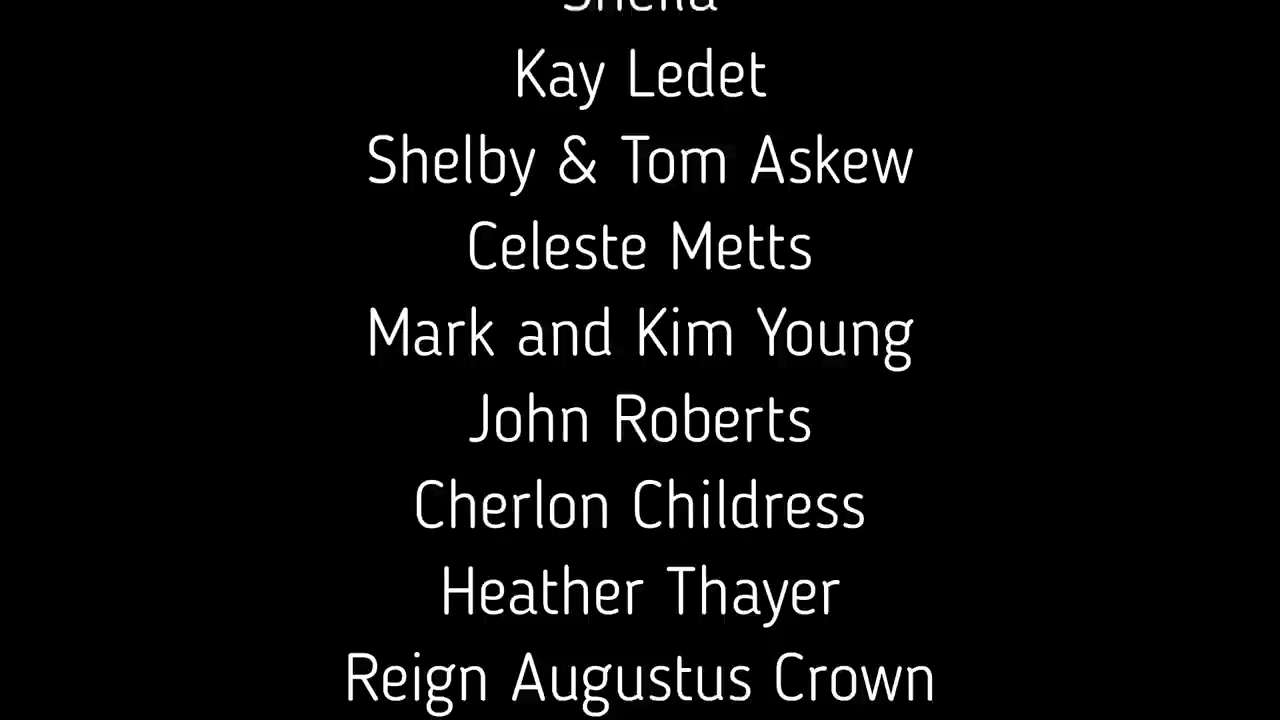 Sheila
Kay Ledet
Shelby & Tom Askew
Celeste Metts
Mark and Kim Young
John Roberts
Cherlon Childress
Heather Thayer
Reign Augustus Crown